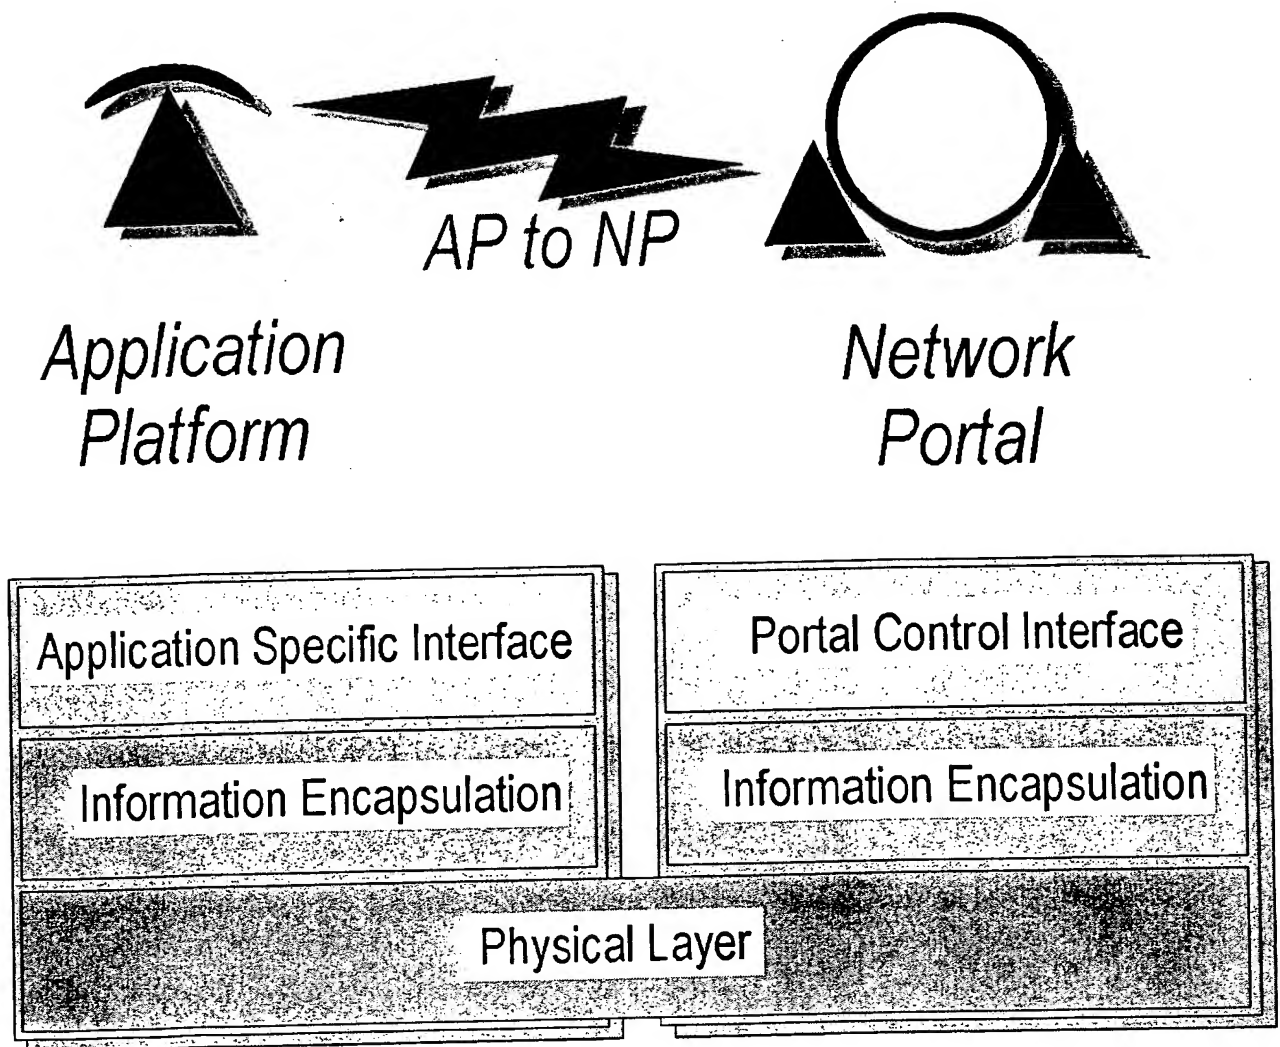 AP to NP
Application
Platform
Network
Portal
Application Specific Interface
Portal Control Interface
Information Encapsulation
Information Encapsulation
Physical Layer